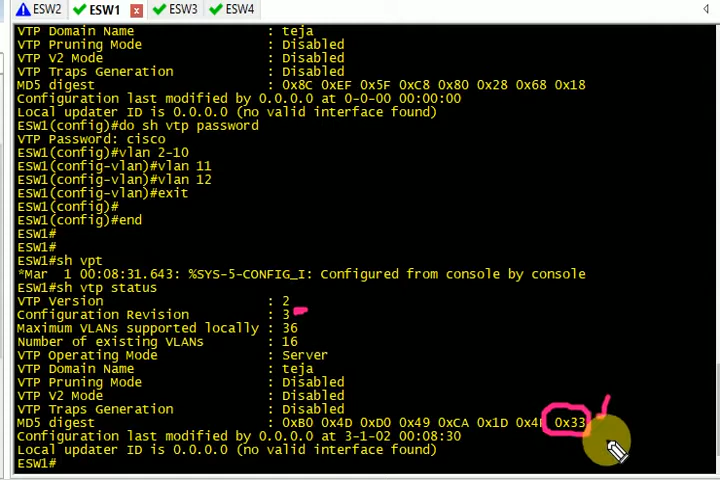 ESW2 ESW1 ESW3 ESW4
VTP Domain Name : teja
VTP Pruning Mode : Disabled
VTP V2 Mode : Disabled
VTP Traps Generation : Disabled
MD5 digest : 0x8C 0xEF 0x5F 0xC8 0x80 0x28 0x68 0x18
Configuration last modified by 0.0.0.0 at 0-0-00 00:00:00
Local updater ID is 0.0.0.0 (no valid interface found)
ESW1(config)#do sh vtp password
VTP Password: cisco
ESW1(config)#vlan 2-10
ESW1(config-vlan)#vlan 11
ESW1(config-vlan)#vlan 12
ESW1(config-vlan)#exit
ESW1(config)#
ESW1(config)#end
ESW1#
ESW1#
ESW1#sh vpt
*Mar 1 00:08:31.643: %SYS-5-CONFIG_I: Configured from console by console
ESW1#sh vtp status
VTP Version : 2
Configuration Revision : 3
Maximum VLANs supported locally : 36
Number of existing VLANs : 16
VTP Operating Mode : Server
VTP Domain Name : teja
VTP Pruning Mode : Disabled
VTP V2 Mode : Disabled
VTP Traps Generation : Disabled
MD5 digest : 0xB0 0x4D 0xD0 0x49 0xCA 0x1D 0x33
Configuration last modified by 0.0.0.0 at 3-1-02 00:08:30
Local updater ID is 0.0.0.0 (no valid interface found)
ESW1#